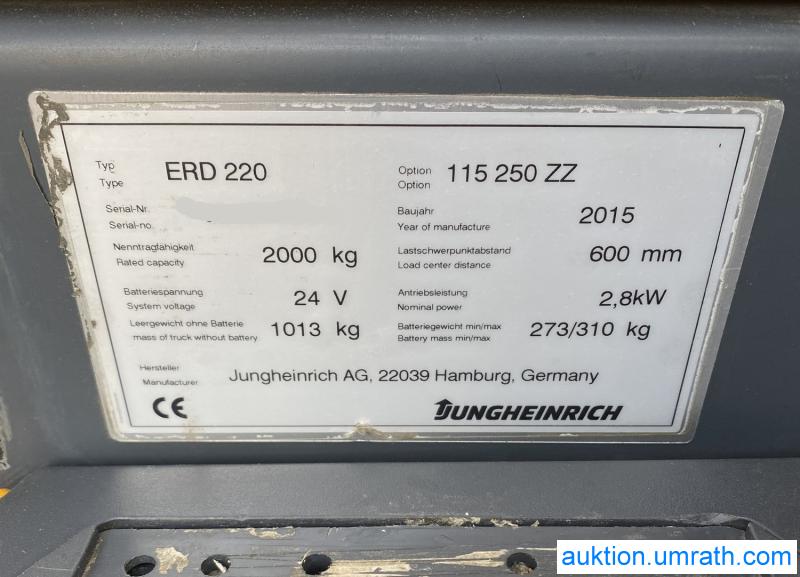 Typ ERD 220 Option 115 250 ZZ
Type Option
Serial-Nr. Baujahr 2015
Serial-no. Year of manufacture
Nenntragfähigkeit 2000 kg Lastschwerpunktabstand 600 mm
Rated capacity Load center distance
Batteriespannung 24 V Antriebsleistung 2,8kW
System voltage Nominal power
Leergewicht ohne Batterie 1013 kg Batteriegewicht min/max 273/310 kg
mass of truck without battery Battery mass min/max
Hersteller Jungheinrich AG, 22039 Hamburg, Germany
Manufacturer
CE JUNGHEINRICH
auktion.umrath.com